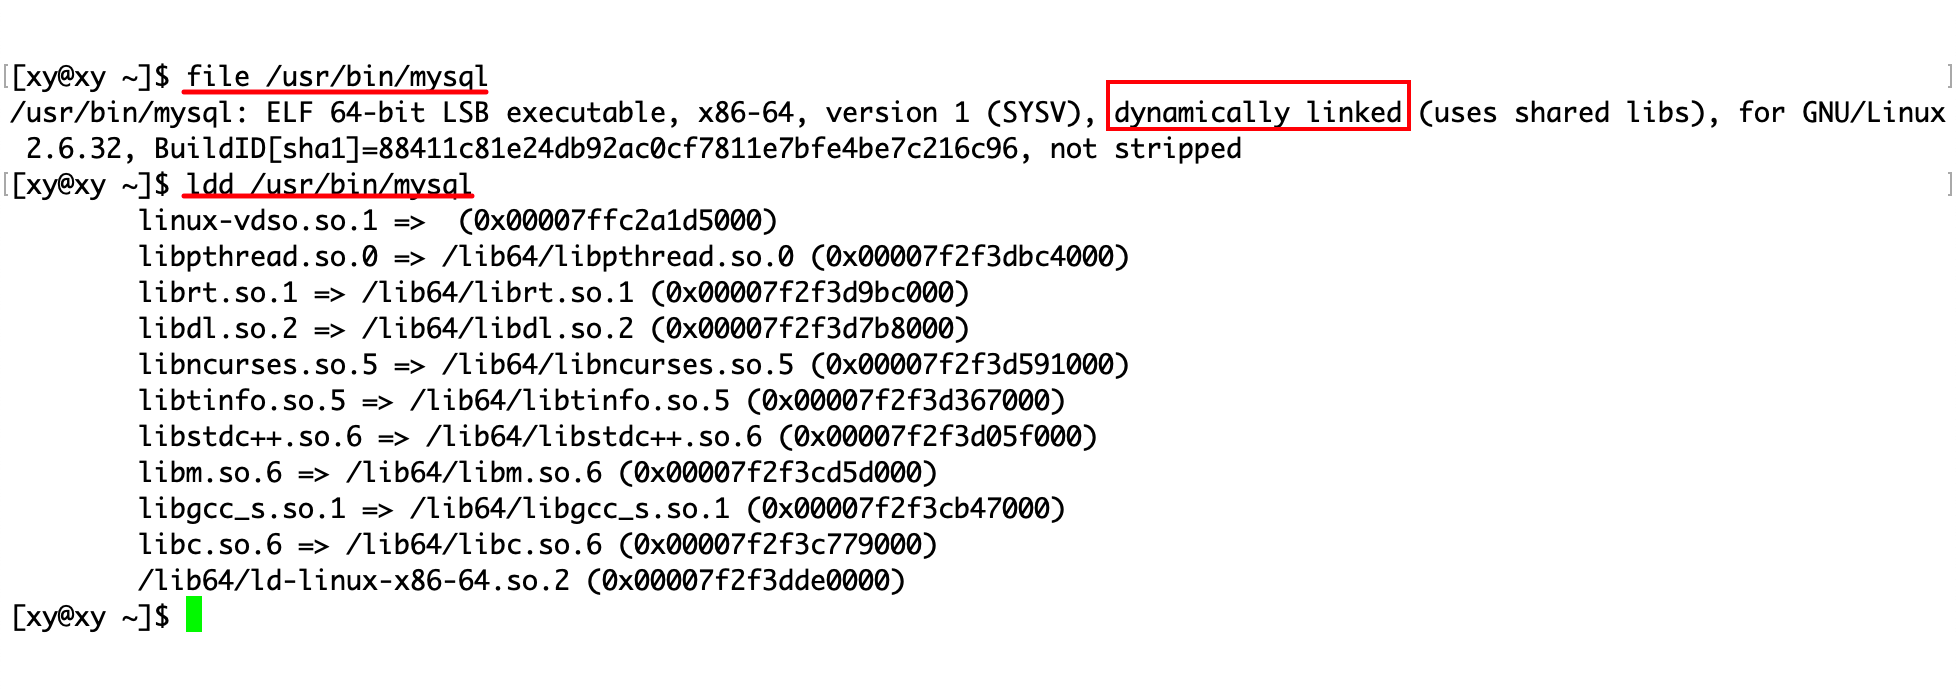 [[xy@xy ~]$ file /usr/bin/mysql ]
/usr/bin/mysql: ELF 64-bit LSB executable, x86-64, version 1 (SYSV), dynamically linked (uses shared libs), for GNU/Linux
 2.6.32, BuildID[sha1]=88411c81e24db92ac0cf7811e7bfe4be7c216c96, not stripped
[[xy@xy ~]$ ldd /usr/bin/mysql ]
        linux-vdso.so.1 =>  (0x00007ffc2a1d5000)
        libpthread.so.0 => /lib64/libpthread.so.0 (0x00007f2f3dbc4000)
        librt.so.1 => /lib64/librt.so.1 (0x00007f2f3d9bc000)
        libdl.so.2 => /lib64/libdl.so.2 (0x00007f2f3d7b8000)
        libncurses.so.5 => /lib64/libncurses.so.5 (0x00007f2f3d591000)
        libtinfo.so.5 => /lib64/libtinfo.so.5 (0x00007f2f3d367000)
        libstdc++.so.6 => /lib64/libstdc++.so.6 (0x00007f2f3d05f000)
        libm.so.6 => /lib64/libm.so.6 (0x00007f2f3cd5d000)
        libgcc_s.so.1 => /lib64/libgcc_s.so.1 (0x00007f2f3cb47000)
        libc.so.6 => /lib64/libc.so.6 (0x00007f2f3c779000)
        /lib64/ld-linux-x86-64.so.2 (0x00007f2f3dde0000)
[xy@xy ~]$